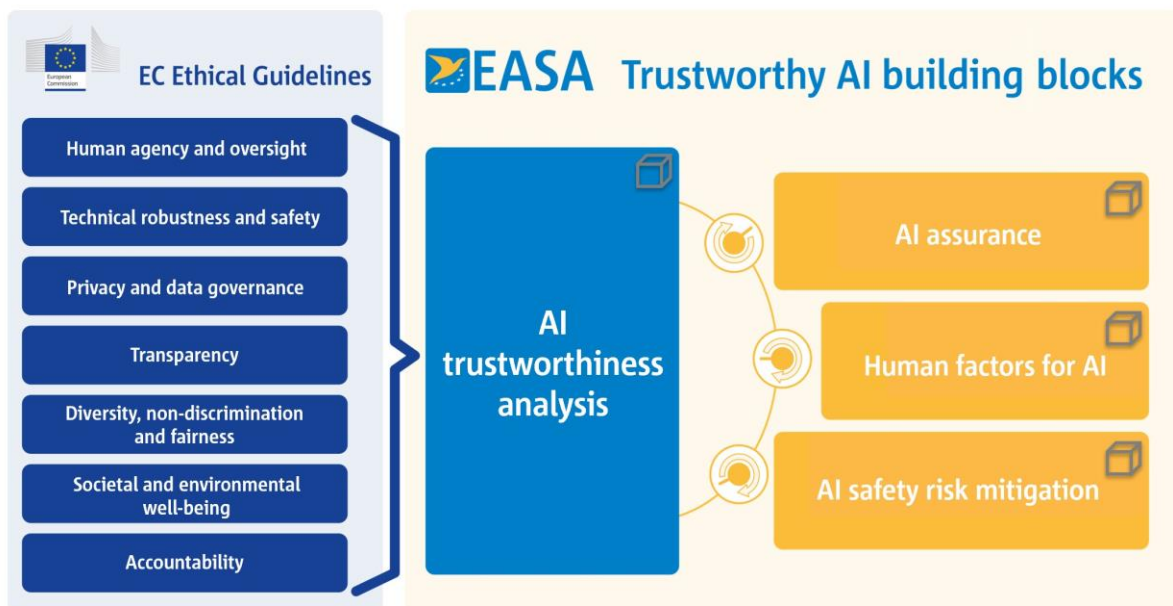 European
Commission
EC Ethical Guidelines
Human agency and oversight
Technical robustness and safety
Privacy and data governance
Transparency
Diversity, non-discrimination
and fairness
Societal and environmental
well-being
Accountability
EASA Trustworthy AI building blocks
AI
trustworthiness
analysis
AI assurance
Human factors for AI
AI safety risk mitigation